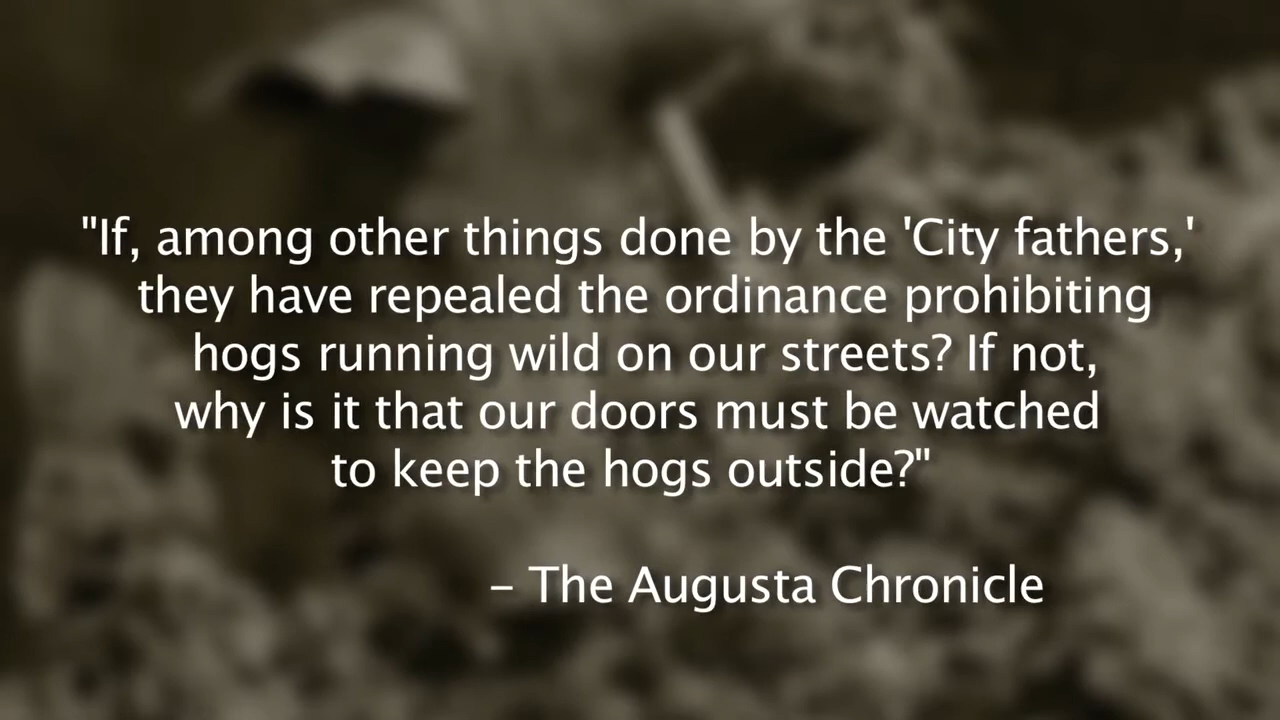 "If, among other things done by the 'City fathers,'
they have repealed the ordinance prohibiting
hogs running wild on our streets? If not,
why is it that our doors must be watched
to keep the hogs outside?"
– The Augusta Chronicle